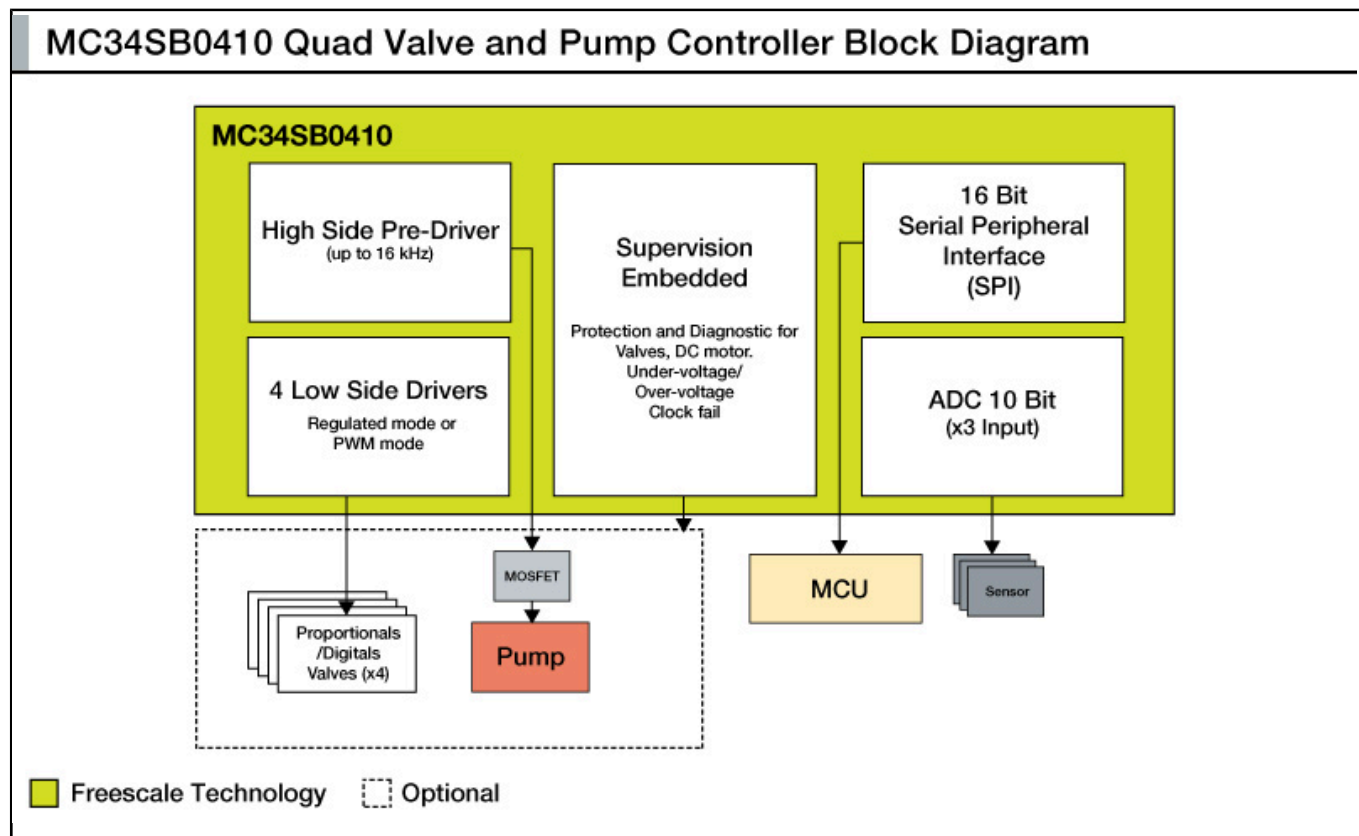 MC34SB0410 Quad Valve and Pump Controller Block Diagram
MC34SB0410
High Side Pre-Driver
(up to 16 kHz)
4 Low Side Drivers
Regulated mode or
PWM mode
Supervision
Embedded
Protection and Diagnostic for
Valves, DC motor.
Under-voltage/
Over-voltage
Clock fail
16 Bit
Serial Peripheral
Interface
(SPI)
ADC 10 Bit
(x3 Input)
Proportionals
/Digitals
Valves (x4)
MOSFET
Pump
MCU
Sensor
Freescale Technology
Optional